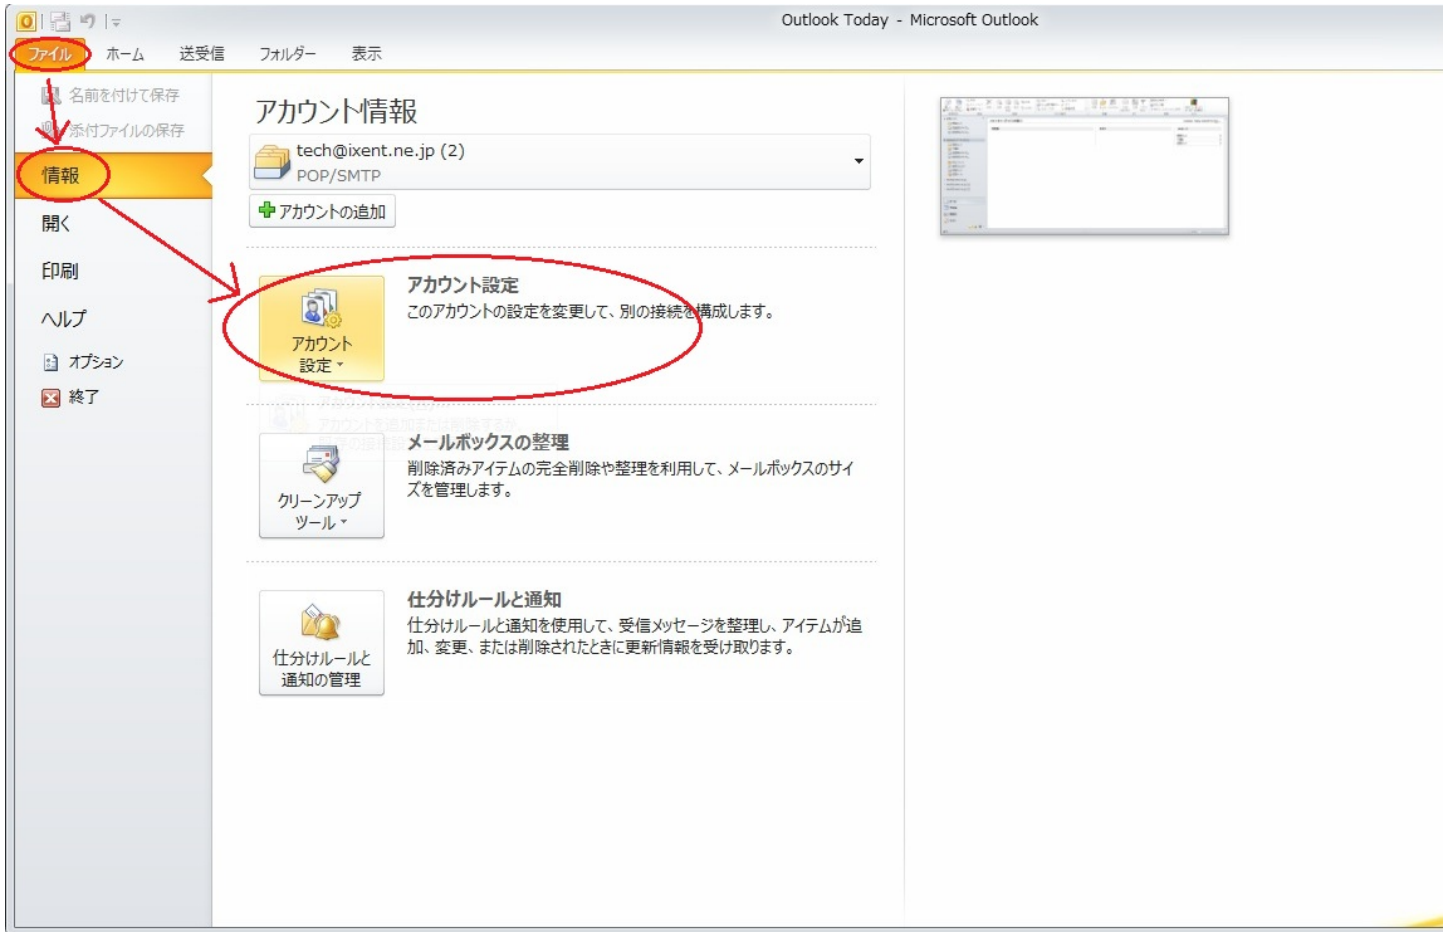 Outlook Today - Microsoft Outlook
ファイル ホーム 送受信 フォルダー 表示
名前を付けて保存
添付ファイルの保存
情報
開く
印刷
ヘルプ
オプション
終了
アカウント情報
tech@ixent.ne.jp (2)
POP/SMTP
アカウントの追加
アカウント
設定
アカウント設定
このアカウントの設定を変更して、別の接続を構成します。
クリーンアップ
ツール
メールボックスの整理
削除済みアイテムの完全削除や整理を利用して、メールボックスのサイ
ズを管理します。
仕分けルールと
通知の管理
仕分けルールと通知
仕分けルールと通知を使用して、受信メッセージを整理し、アイテムが追
加、変更、または削除されたときに更新情報を受け取ります。